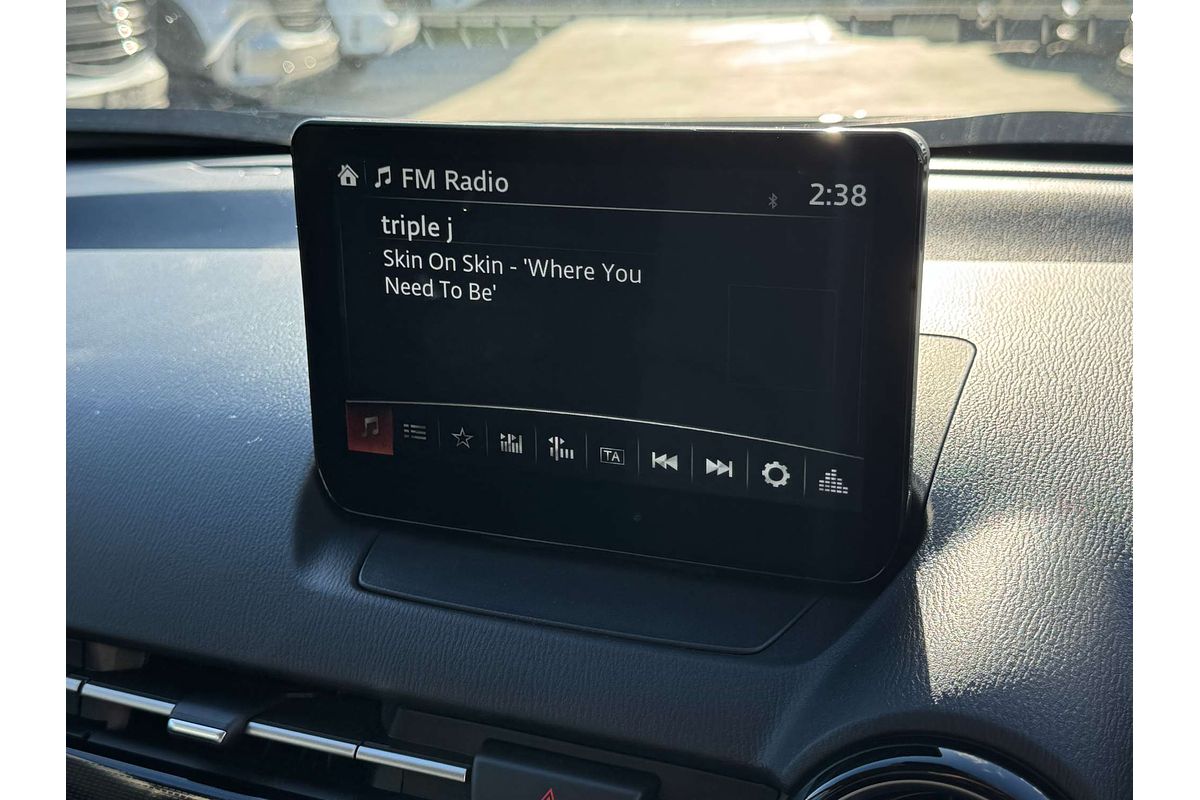 FM Radio
2:38
triple j
Skin On Skin - 'Where You
Need To Be'
TA